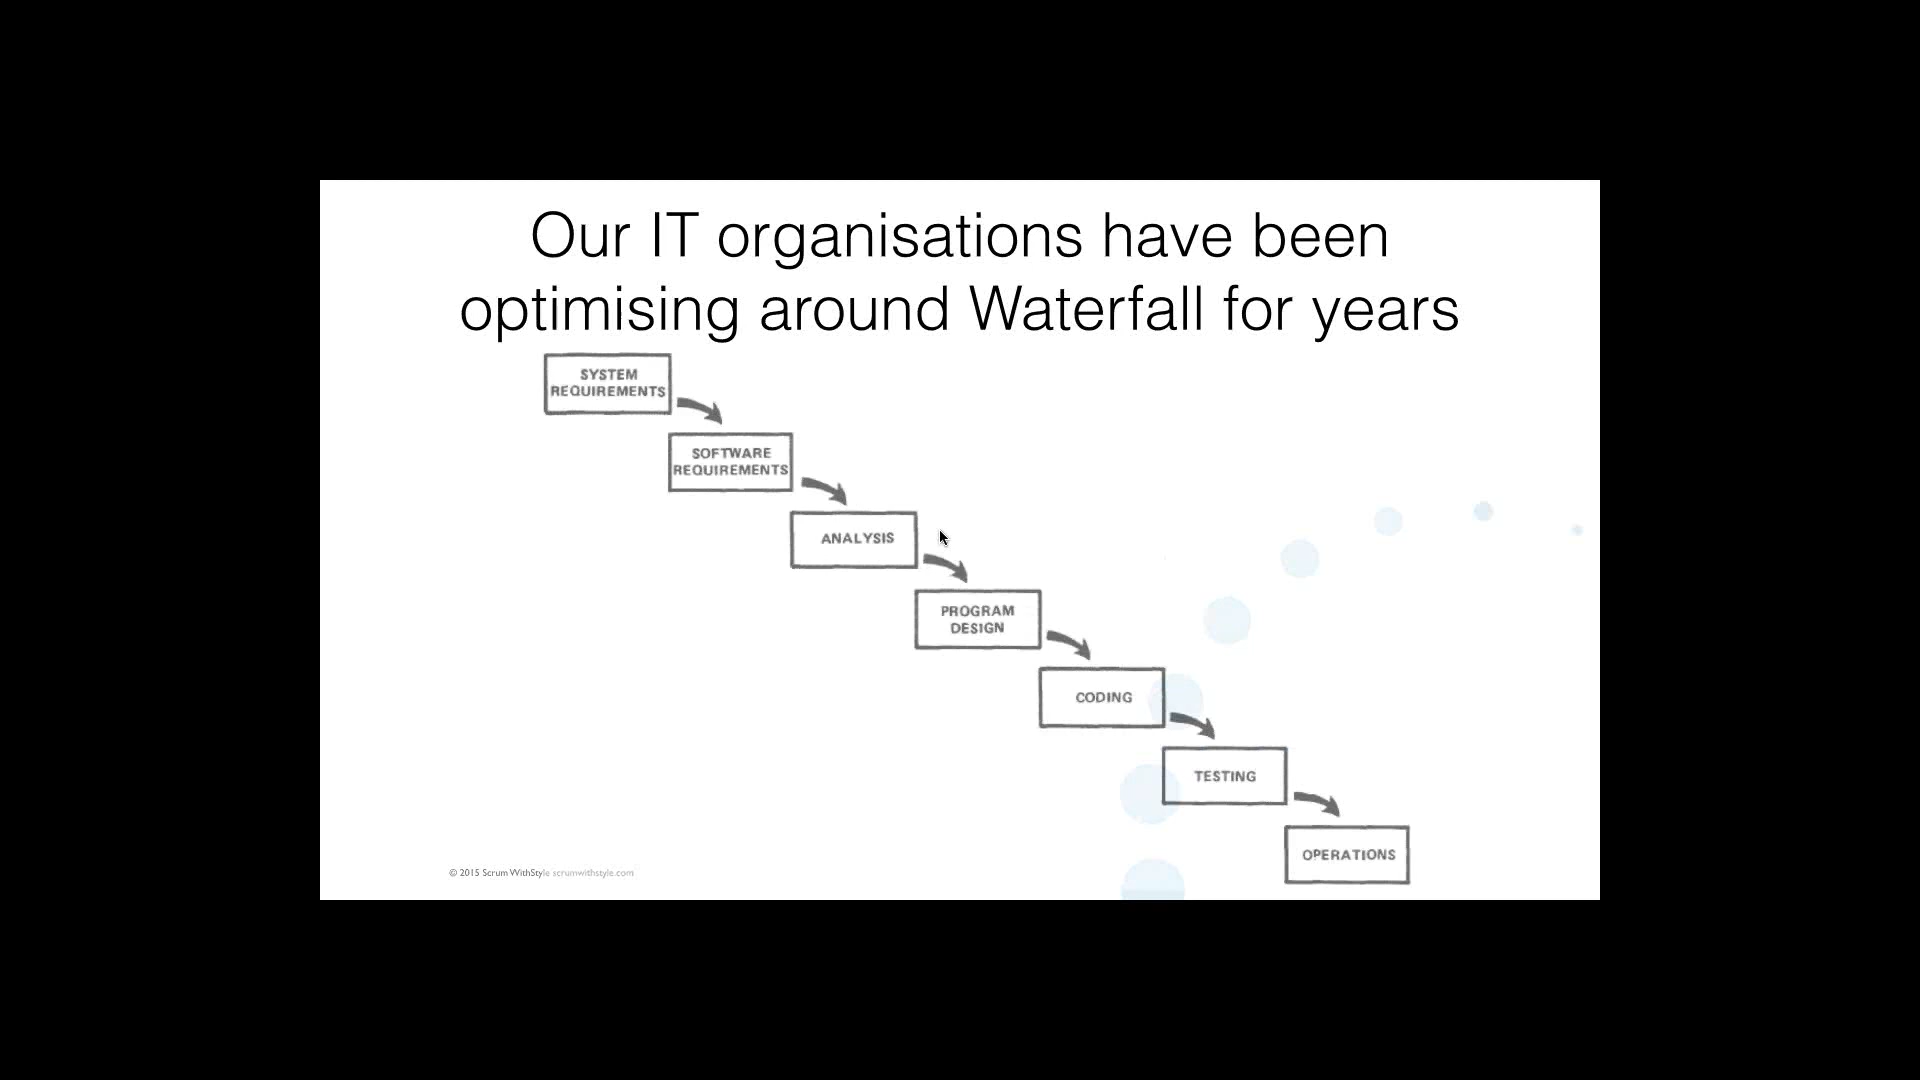 Our IT organisations have been
optimising around Waterfall for years
SYSTEM
REQUIREMENTS
SOFTWARE
REQUIREMENTS
ANALYSIS
PROGRAM
DESIGN
CODING
TESTING
OPERATIONS
© 2015 Scrum WithStyle scrumwithstyle.com